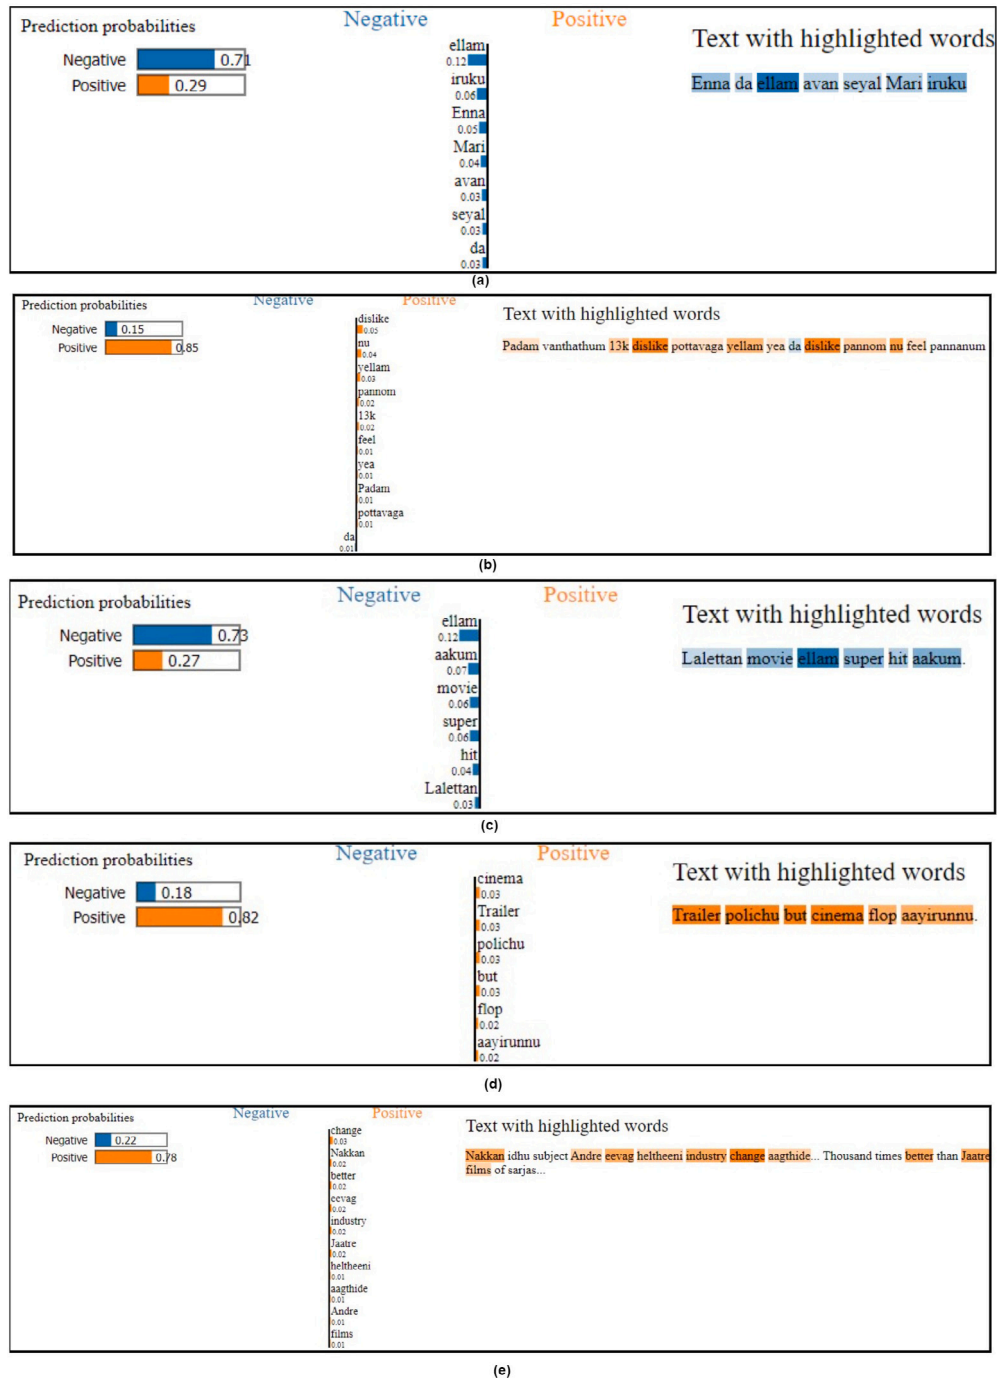 Prediction probabilities
Negative 0.71
Positive 0.29
Negative Positive
ellam
0.12
iruku
0.06
Enna
0.05
Mari
0.04
avan
0.03
seyal
0.03
da
0.03
Text with highlighted words
Enna da ellam avan seyal Mari iruku
(a)
Prediction probabilities
Negative 0.15
Positive 0.85
Negative Positive
dislike
0.05
nu
0.04
yellam
0.03
pannom
0.02
13k
0.02
feel
0.01
yea
0.01
Padam
0.01
pottavaga
0.01
da
0.01
Text with highlighted words
Padam vanthathum 13k dislike pottavaga yellam yea da dislike pannom nu feel pannanum
(b)
Prediction probabilities
Negative 0.73
Positive 0.27
Negative Positive
ellam
0.12
aakum
0.07
movie
0.06
super
0.06
hit
0.04
Lalettan
0.03
Text with highlighted words
Lalettan movie ellam super hit aakum.
(c)
Prediction probabilities
Negative 0.18
Positive 0.82
Negative Positive
cinema
0.03
Trailer
0.03
polichu
0.03
but
0.03
flop
0.02
aayirunnu
0.02
Text with highlighted words
Trailer polichu but cinema flop aayirunnu.
(d)
Prediction probabilities
Negative 0.22
Positive 0.78
Negative Positive
change
0.03
Nakkan
0.02
better
0.02
eevag
0.02
industry
0.02
Jaatre
0.02
heltheeni
0.01
aagthide
0.01
Andre
0.01
films
0.01
Text with highlighted words
Nakkan idhu subject Andre eevag heltheeni industry change aagthide... Thousand times better than Jaatre
films of sarjas...
(e)